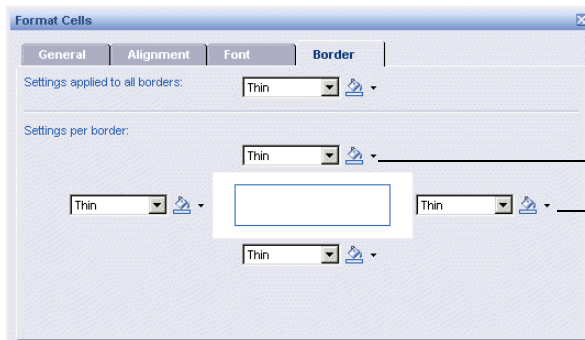 Format Cells
General Alignment Font Border
Settings applied to all borders:
Thin
Settings per border:
Thin
Thin Thin
Thin